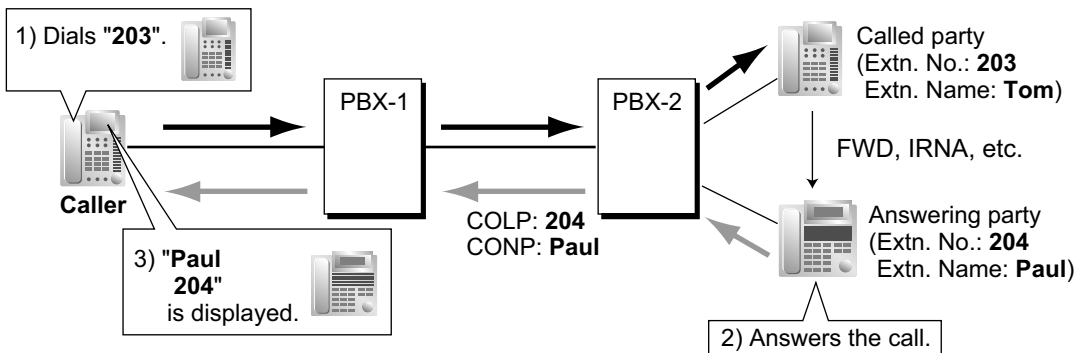 1) Dials "203".
Caller
PBX-1
PBX-2
Called party
(Extn. No.: 203
Extn. Name: Tom)
FWD, IRNA, etc.
COLP: 204
CONP: Paul
Answering party
(Extn. No.: 204
Extn. Name: Paul)
3) "Paul
204"
is displayed.
2) Answers the call.